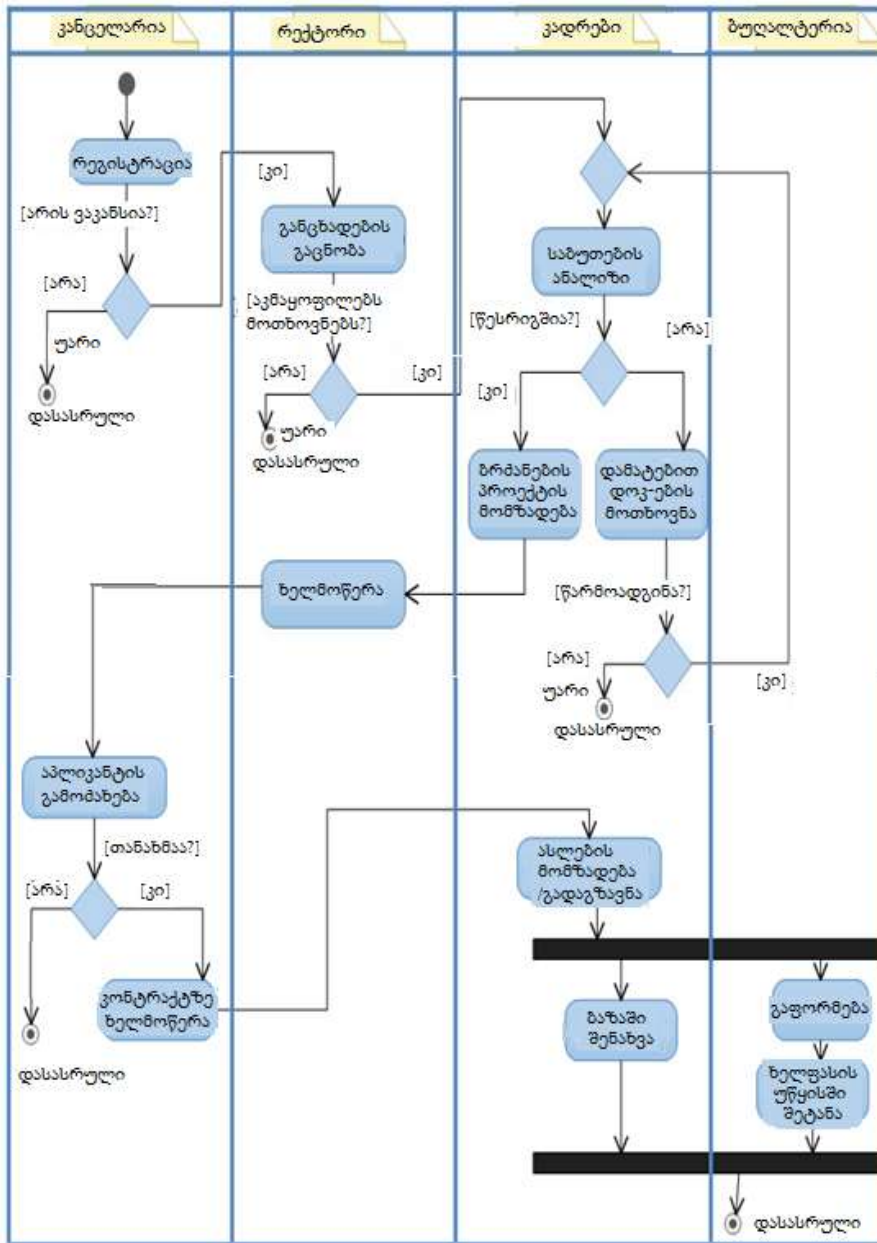 კანცელარია
რექტორი
კადრები
ბუღალტერია
რეგისტრაცია
[კი]
[არის ვაკანსია?]
განცხადების
გაცნობა
საბუთების
ანალიზი
[არა]
[აკმაყოფილებს
მოთხოვნებს?]
[წესრიგშია?]
[არა]
უარი
[არა]
[კი]
[კი]
დასასრული
უარი
დასასრული
ბრძანების
პროექტის
მომზადება
დამატებით
დოკ-ების
მოთხოვნა
ხელმოწერა
[წარმოადგინა?]
[არა]
უარი
[კი]
დასასრული
აპლიკანტის
გამოძახება
[თანახმაა?]
ასლების
მომზადება
/გადაგზავნა
[არა]
[კი]
კონტრაქტზე
ხელმოწერა
ბაზაში
შენახვა
გაფორმება
დასასრული
ხელფასის
უწყისში
შეტანა
დასასრული